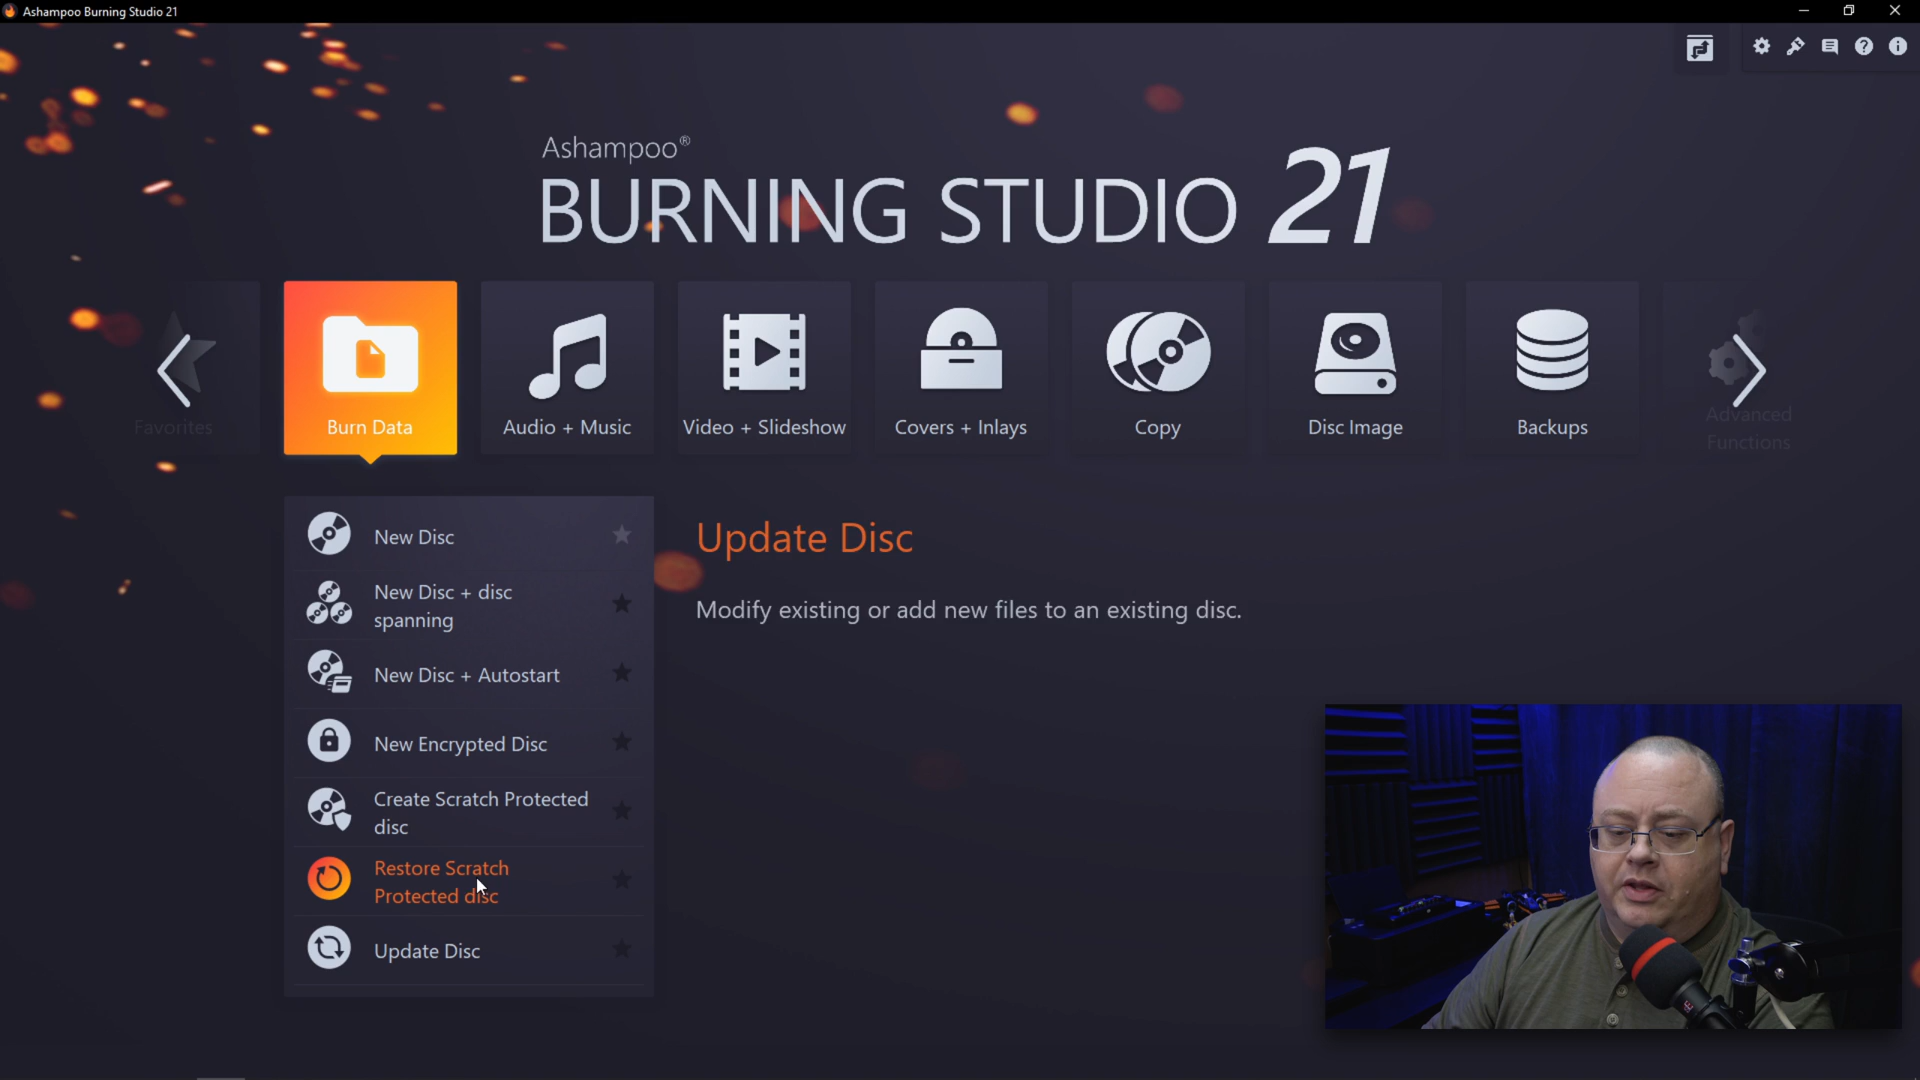 Ashampoo Burning Studio 21
Ashampoo®
BURNING STUDIO 21
Favorites
Burn Data
Audio + Music
Video + Slideshow
Covers + Inlays
Copy
Disc Image
Backups
Advanced
Functions
New Disc
New Disc + disc
spanning
New Disc + Autostart
New Encrypted Disc
Create Scratch Protected
disc
Restore Scratch
Protected disc
Update Disc
Update Disc
Modify existing or add new files to an existing disc.